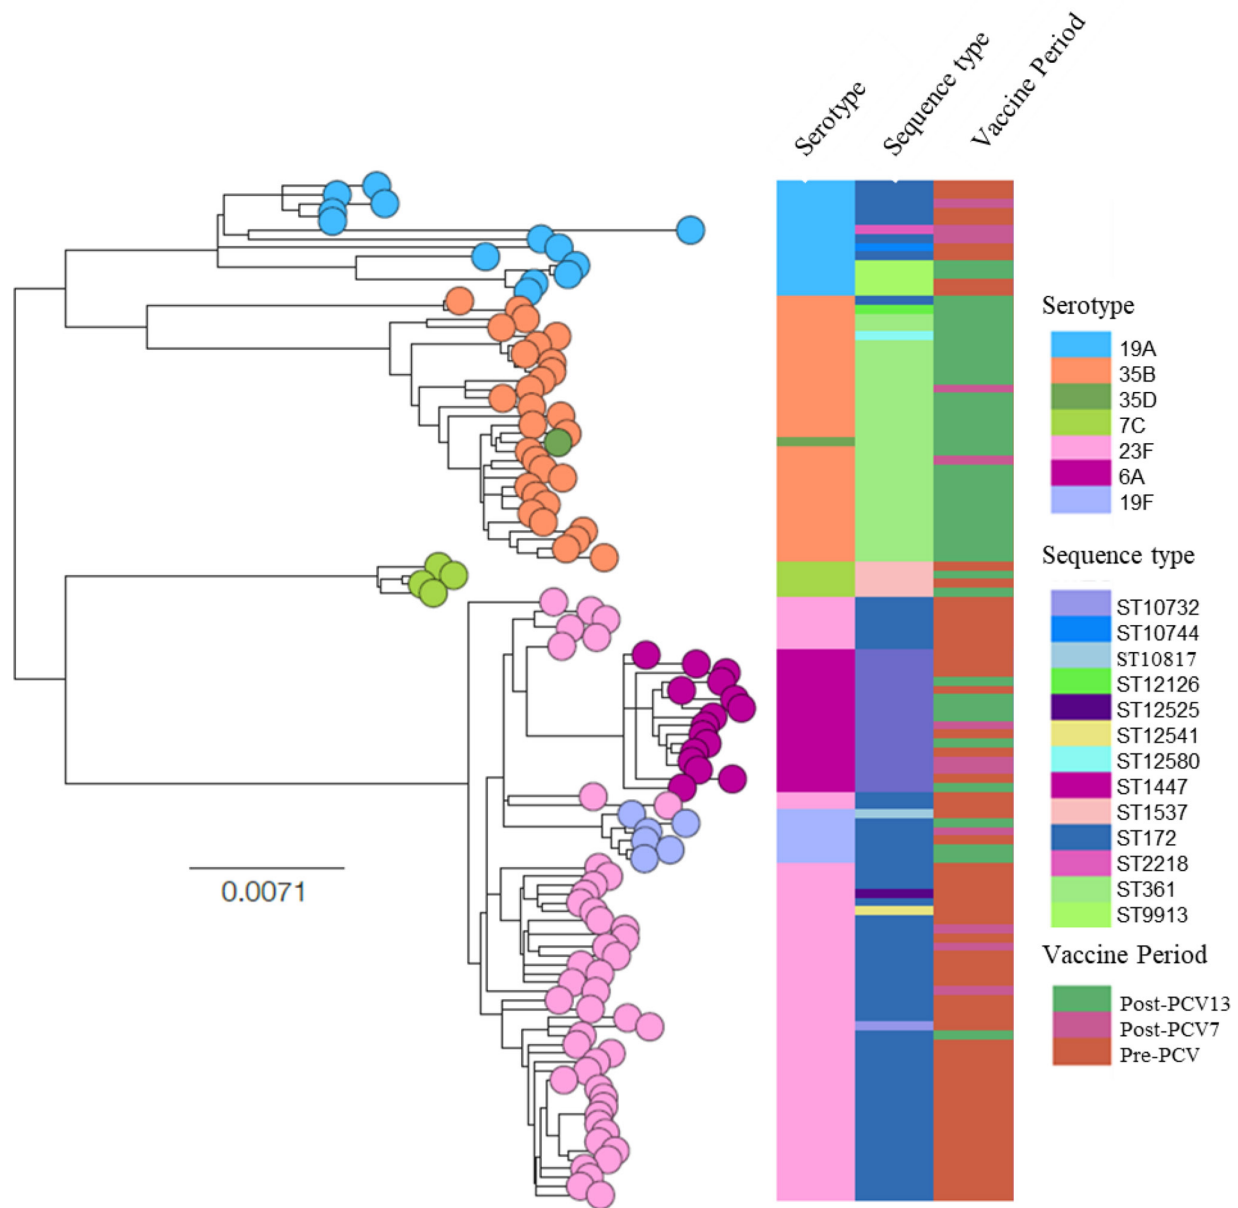 Serotype
Sequence type
Vaccine Period
Serotype
19A
35B
35D
7C
23F
6A
19F
Sequence type
ST10732
ST10744
ST10817
ST12126
ST12525
ST12541
ST12580
ST1447
ST1537
ST172
ST2218
ST361
ST9913
Vaccine Period
Post-PCV13
Post-PCV7
Pre-PCV
0.0071